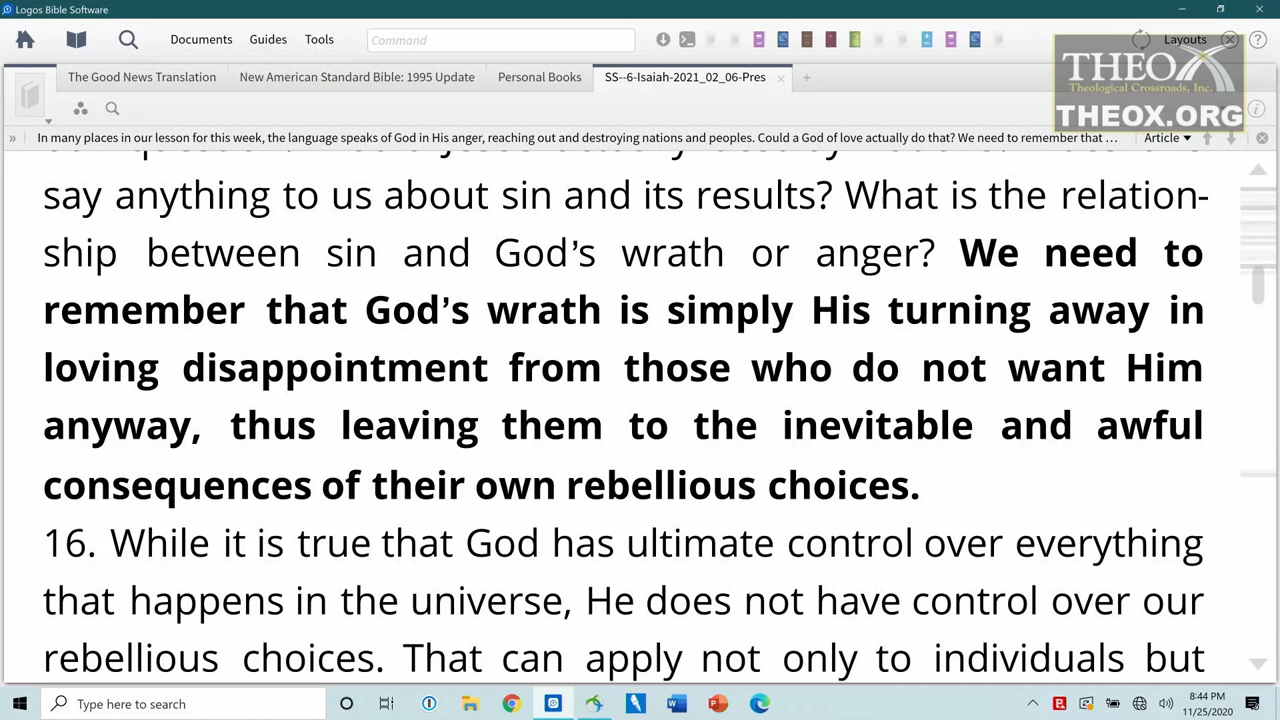 Logos Bible Software
Documents Guides Tools Command Layouts
THEOX
Theological Crossroads, Inc.
THEOX.ORG
The Good News Translation New American Standard Bible: 1995 Update Personal Books SS--6-Isaiah-2021_02_06-Pres
In many places in our lesson for this week, the language speaks of God in His anger, reaching out and destroying nations and peoples. Could a God of love actually do that? We need to remember that ... Article
say anything to us about sin and its results? What is the relation-
ship between sin and God's wrath or anger? We need to
remember that God's wrath is simply His turning away in
loving disappointment from those who do not want Him
anyway, thus leaving them to the inevitable and awful
consequences of their own rebellious choices.
16. While it is true that God has ultimate control over everything
that happens in the universe, He does not have control over our
rebellious choices. That can apply not only to individuals but
Type here to search
8:44 PM
11/25/2020